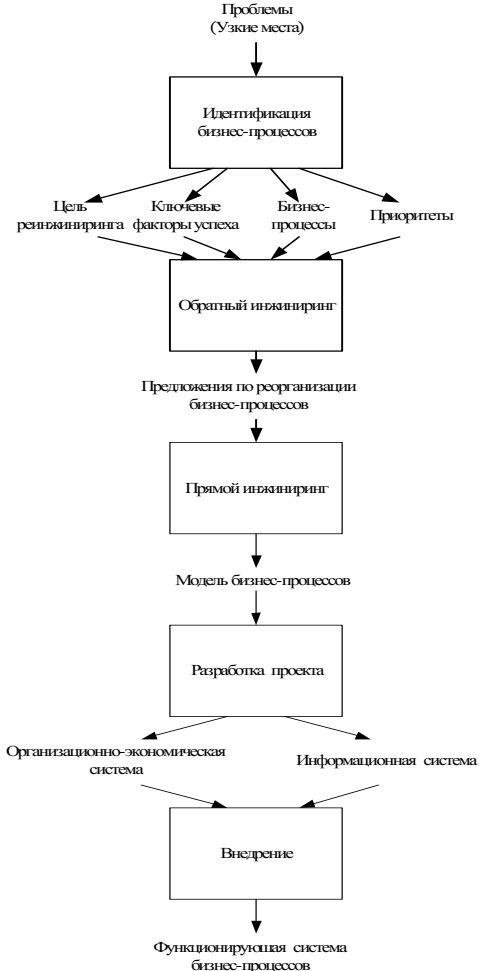 Проблемы
(Узкие места)
Идентификация
бизнес-процессов
Цель
реинжиниринга
Ключевые
факторы успеха
Бизнес-
процессы
Приоритеты
Обратный инжиниринг
Предложения по реорганизации
бизнес-процессов
Прямой инжиниринг
Модель бизнес-процессов
Разработка проекта
Организационно-экономическая
система
Информационная система
Внедрение
Функционирующая система
бизнес-процессов